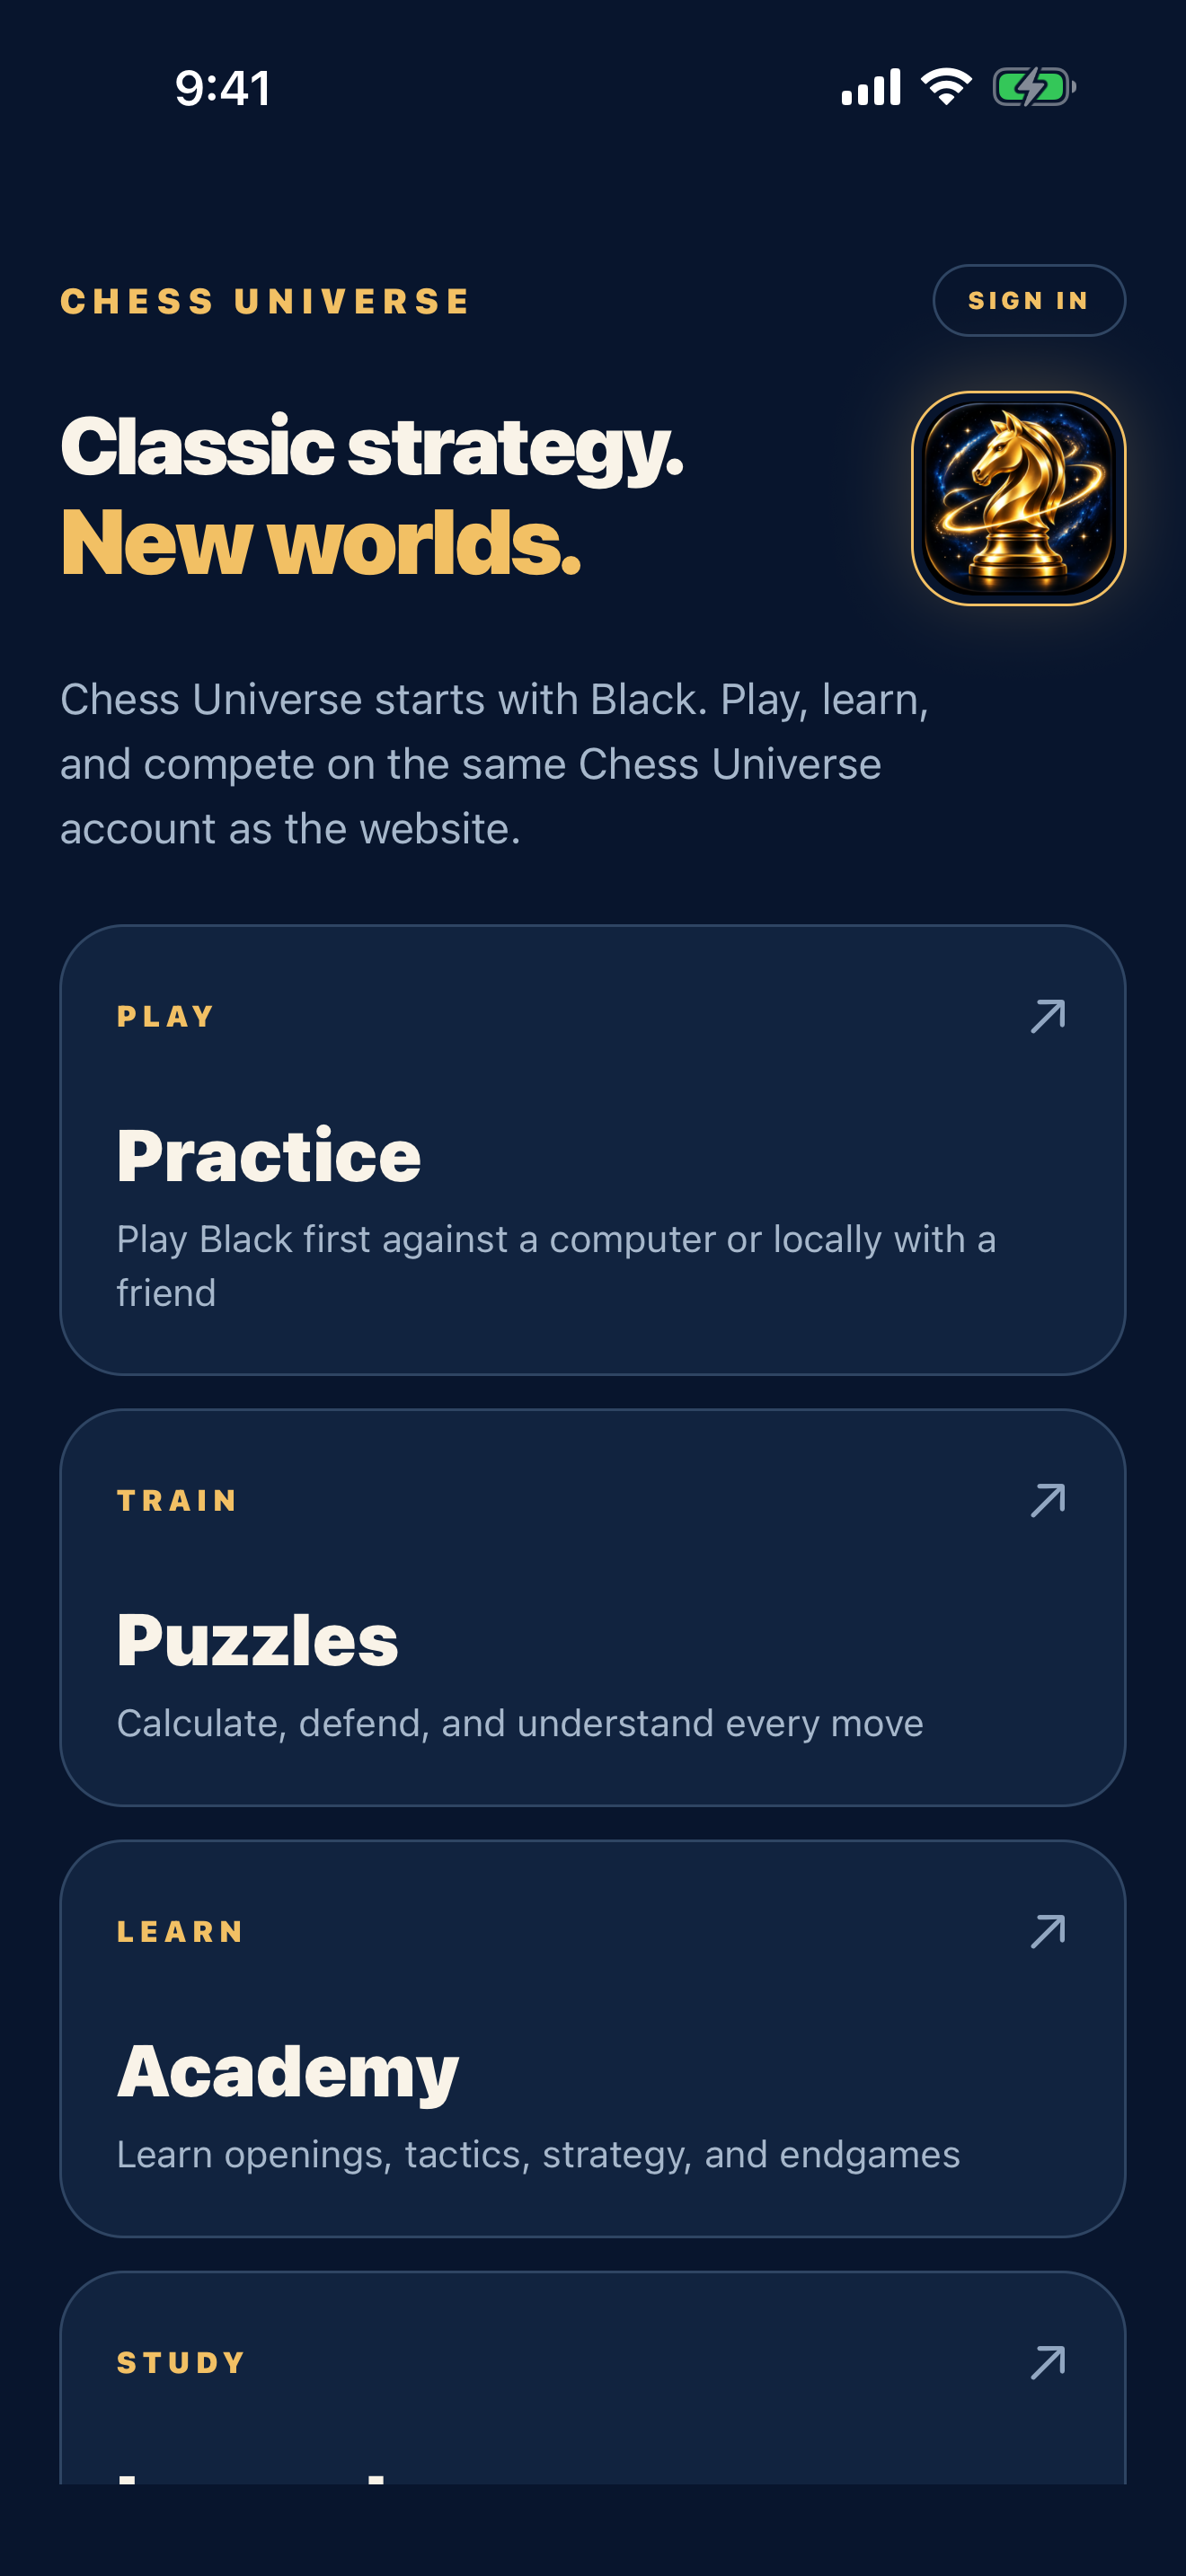 9:41
CHESS UNIVERSE
SIGN IN
Classic strategy.
New worlds.
Chess Universe starts with Black. Play, learn,
and compete on the same Chess Universe
account as the website.
PLAY
Practice
Play Black first against a computer or locally with a
friend
TRAIN
Puzzles
Calculate, defend, and understand every move
LEARN
Academy
Learn openings, tactics, strategy, and endgames
STUDY